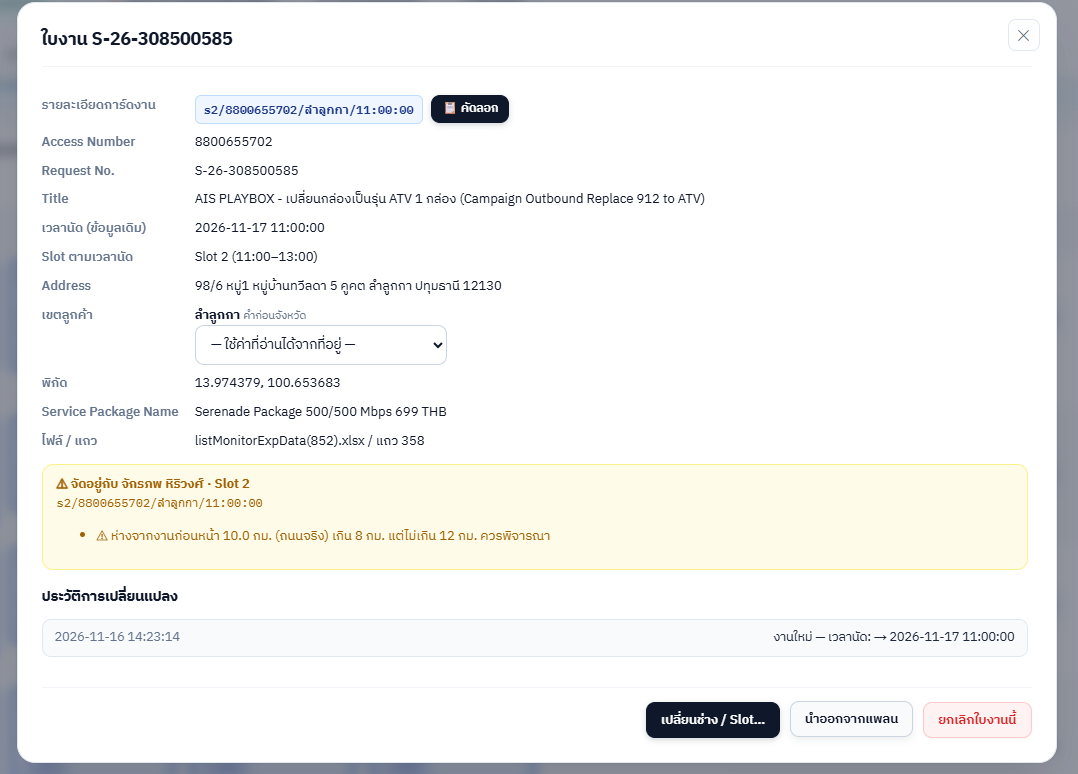 ใบงาน S-26-308500585
รายละเอียดการ์ดงาน s2/8800655702/ลำลูกกา/11:00:00 คัดลอก
Access Number 8800655702
Request No. S-26-308500585
Title AIS PLAYBOX - เปลี่ยนกล่องเป็นรุ่น ATV 1 กล่อง (Campaign Outbound Replace 912 to ATV)
เวลานัด (ข้อมูลเดิม) 2026-11-17 11:00:00
Slot ตามเวลานัด Slot 2 (11:00–13:00)
Address 98/6 หมู่1 หมู่บ้านทวีลดา 5 คูคต ลำลูกกา ปทุมธานี 12130
เขตลูกค้า ลำลูกกา คำก่อนจังหวัด
— ใช้ค่าที่อ่านได้จากที่อยู่ —
พิกัด 13.974379, 100.653683
Service Package Name Serenade Package 500/500 Mbps 699 THB
ไฟล์ / แถว listMonitorExpData(852).xlsx / แถว 358
⚠ จัดอยู่กับ จักรภพ หิริวงศ์ · Slot 2
s2/8800655702/ลำลูกกา/11:00:00
• ⚠ ห่างจากงานก่อนหน้า 10.0 กม. (ถนนจริง) เกิน 8 กม. แต่ไม่เกิน 12 กม. ควรพิจารณา
ประวัติการเปลี่ยนแปลง
2026-11-16 14:23:14 งานใหม่ — เวลานัด: → 2026-11-17 11:00:00
เปลี่ยนช่าง / Slot... นำออกจากแพลน ยกเลิกใบงานนี้